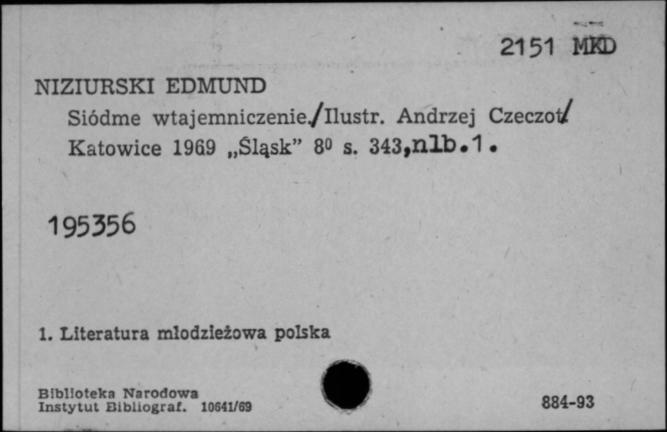 2151 MKD
NIZIURSKI EDMUND
Siódme wtajemniczenie./Ilustr. Andrzej Czeczot/
Katowice 1969 „Śląsk” 8⁰ s. 343,nlb.1.
195356
1. Literatura młodzieżowa polska
Biblioteka Narodowa
Instytut Bibliograf. 10641/69
884-93